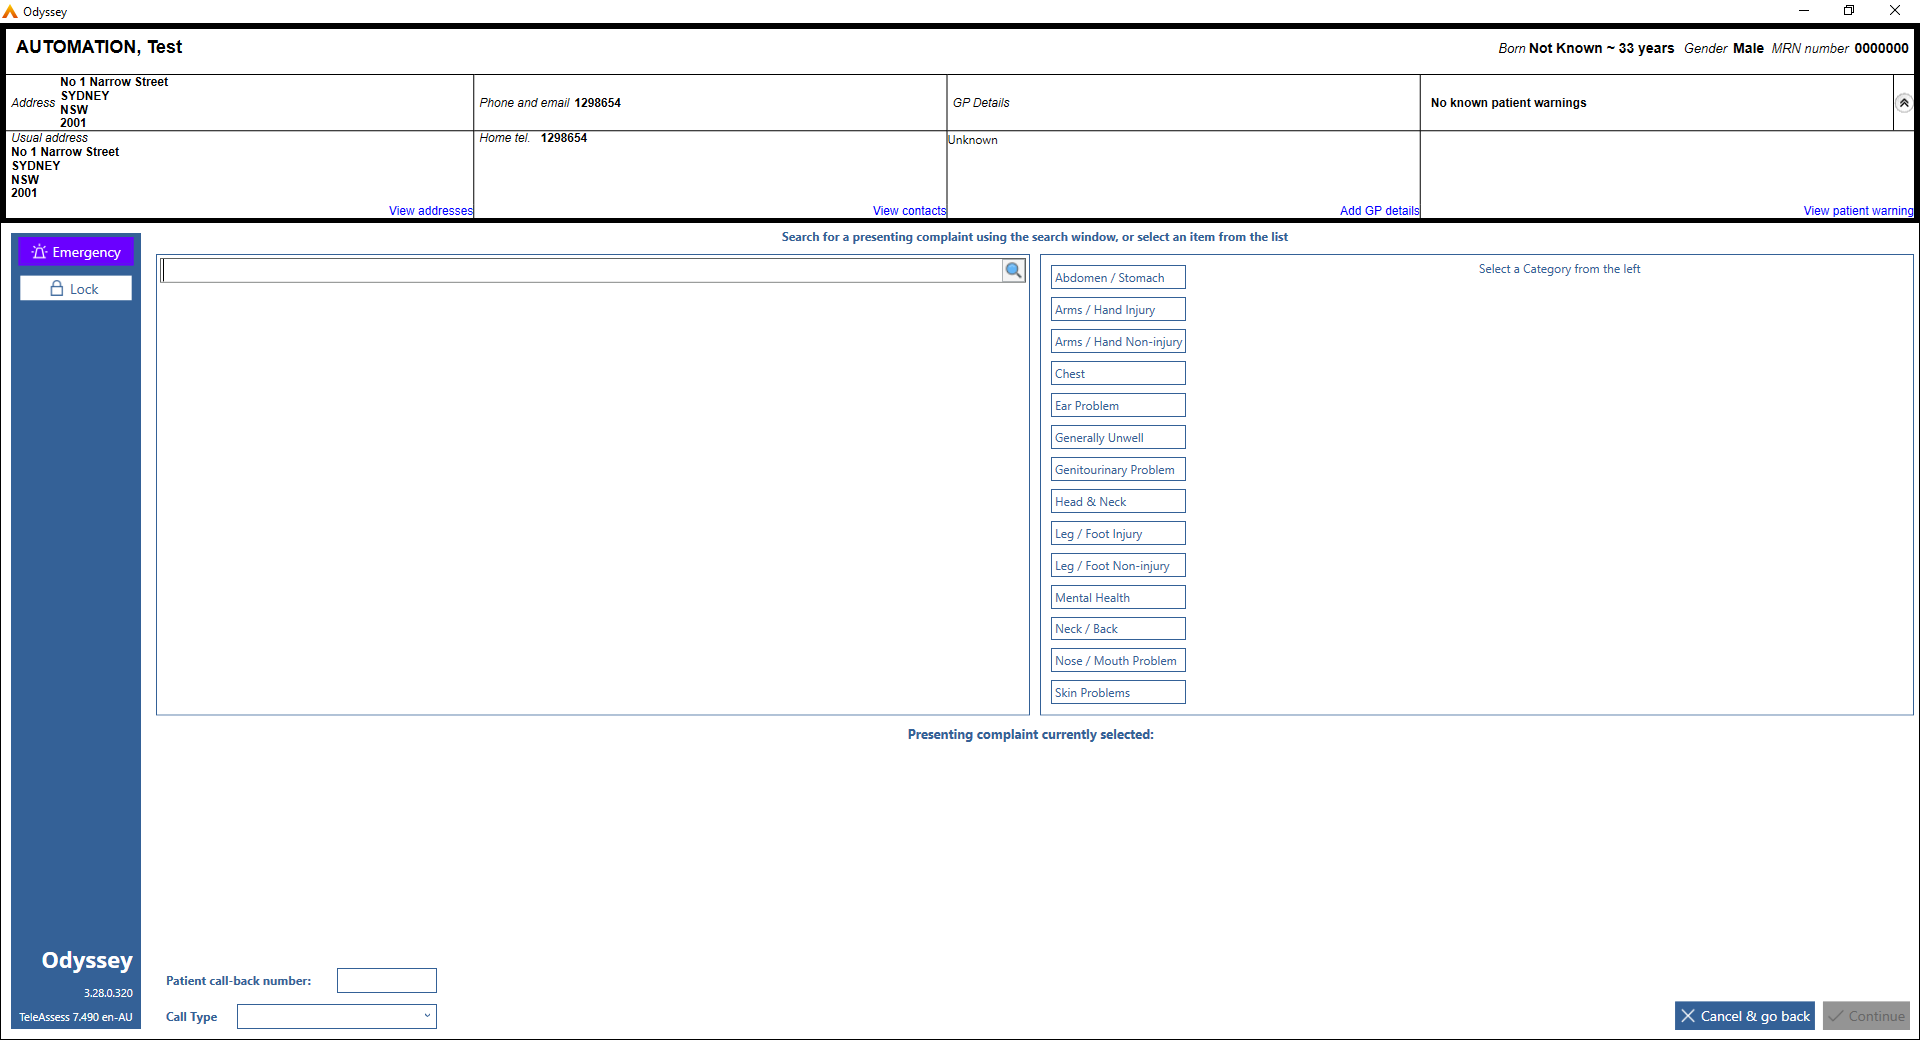 Odyssey
AUTOMATION, Test
Born Not Known ~ 33 years Gender Male MRN number 0000000
Address
No 1 Narrow Street
SYDNEY
NSW
2001
Phone and email 1298654
GP Details
No known patient warnings
Usual address
No 1 Narrow Street
SYDNEY
NSW
2001
View addresses
Home tel. 1298654
View contacts
Unknown
Add GP details
View patient warning
Emergency
Lock
Search for a presenting complaint using the search window, or select an item from the list
Abdomen / Stomach
Arms / Hand Injury
Arms / Hand Non-injury
Chest
Ear Problem
Generally Unwell
Genitourinary Problem
Head & Neck
Leg / Foot Injury
Leg / Foot Non-injury
Mental Health
Neck / Back
Nose / Mouth Problem
Skin Problems
Select a Category from the left
Presenting complaint currently selected:
Odyssey
3.28.0.320
TeleAssess 7.490 en-AU
Patient call-back number:
Call Type
Cancel & go back
Continue